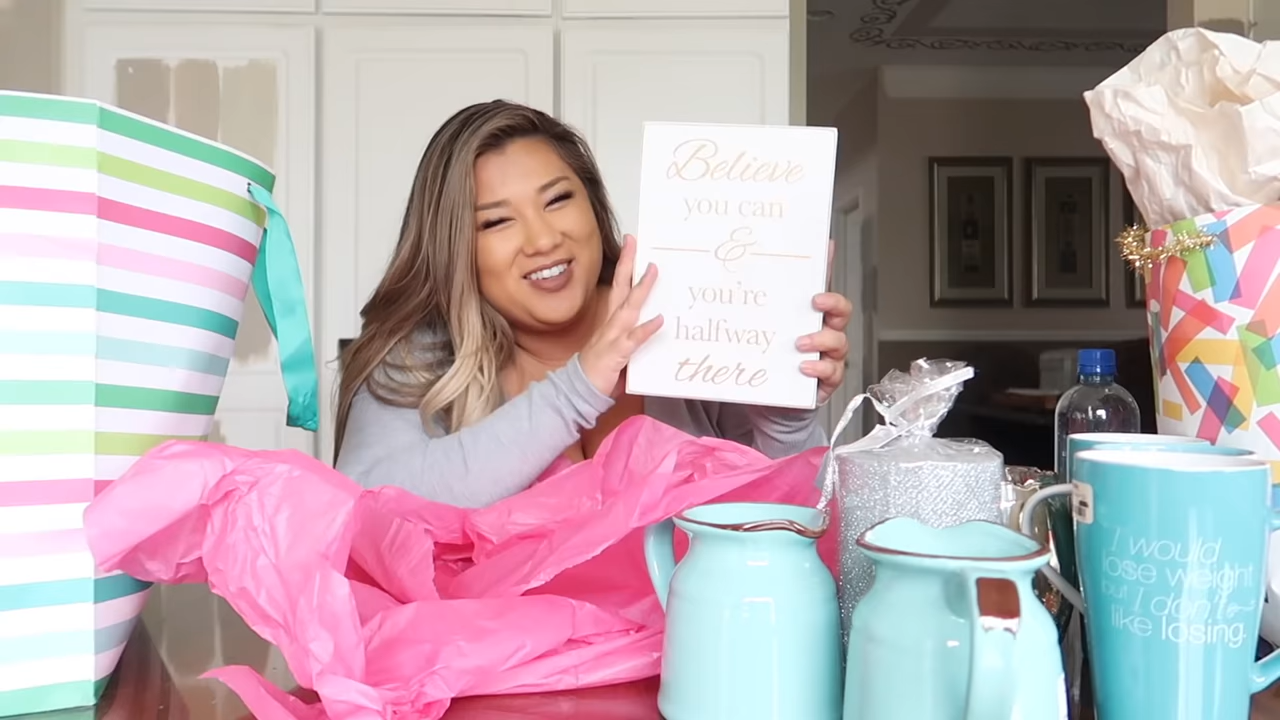 Believe
you can
&
you're
halfway
there
I would
lose weight
but I don't
like losing.